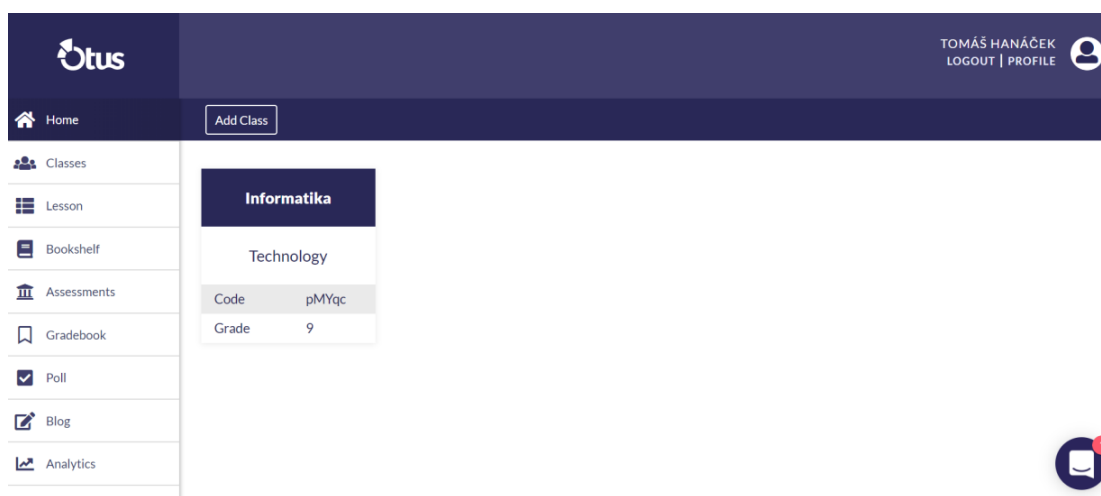 Otus
TOMÁŠ HANÁČEK
LOGOUT | PROFILE
Home
Add Class
Classes
Lesson
Bookshelf
Assessments
Gradebook
Poll
Blog
Analytics
Informatika
Technology
Code pMYqc
Grade 9